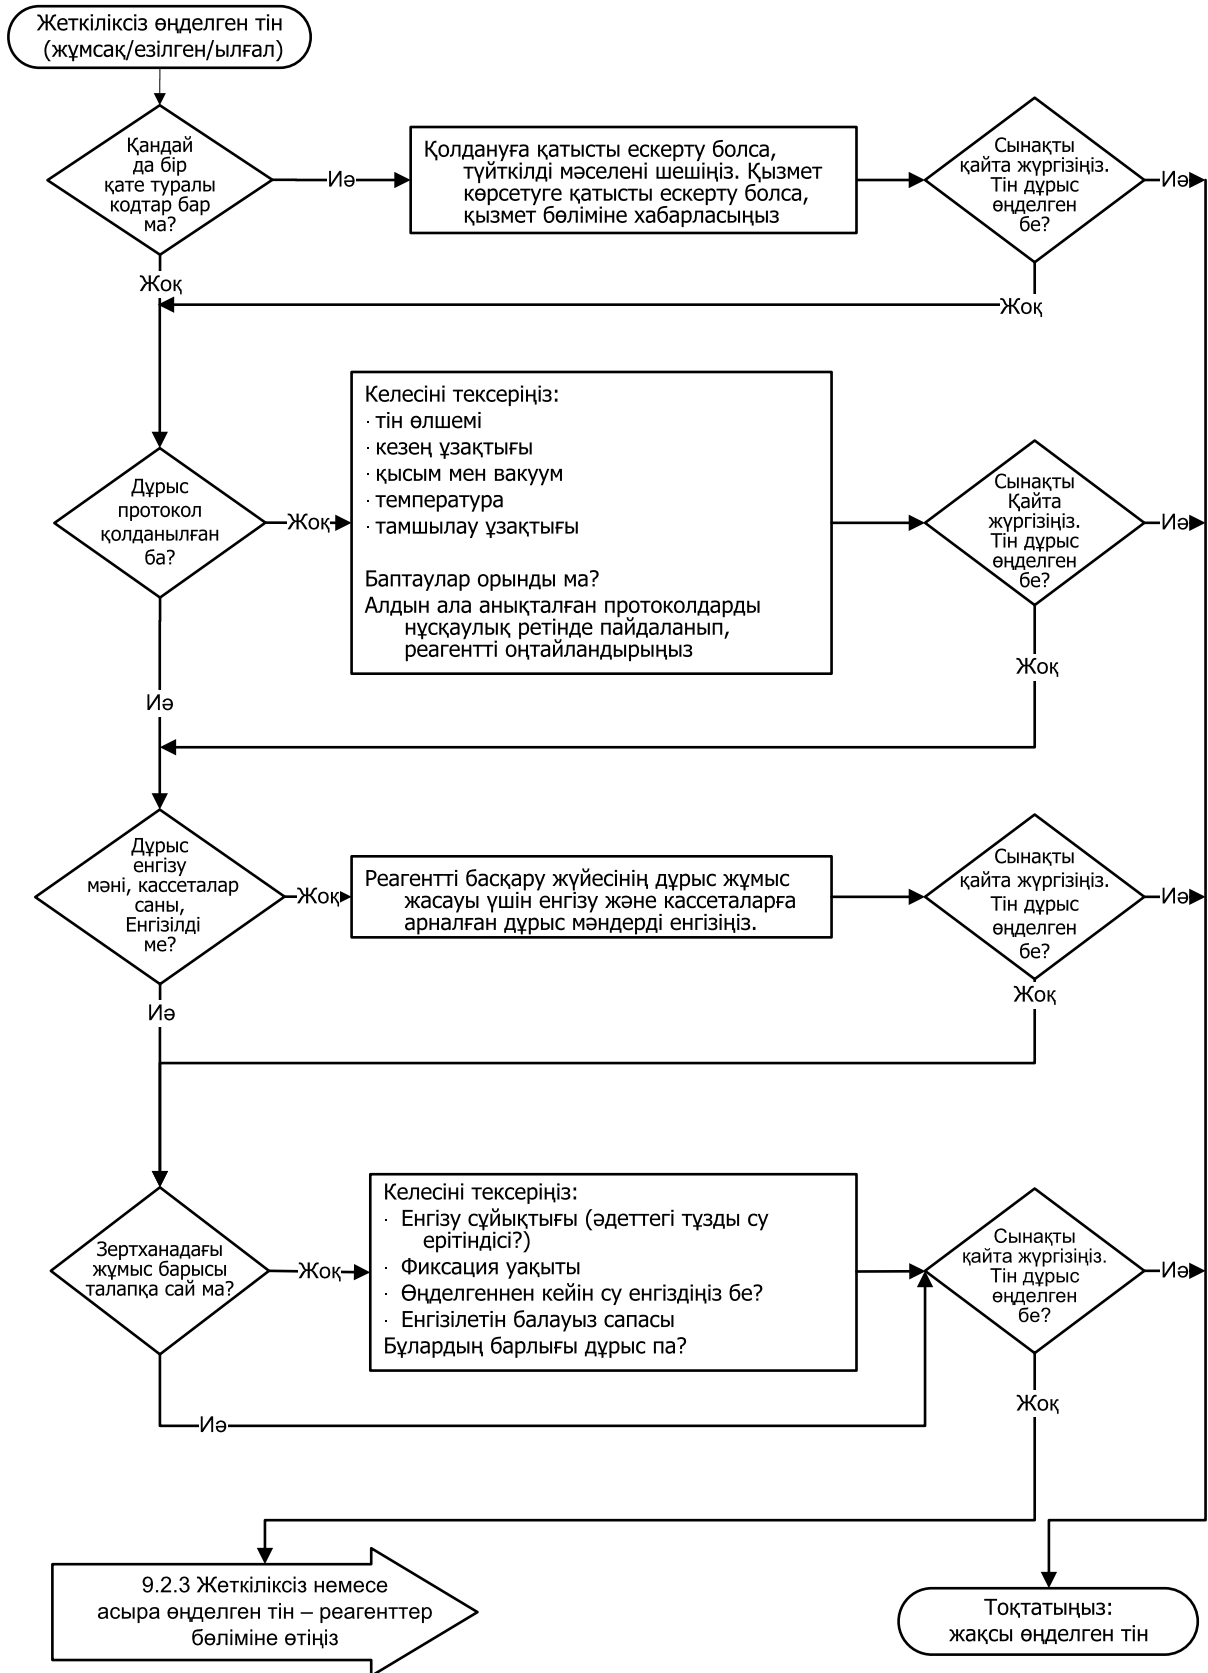 Жеткіліксіз өңделген тін
(жұмсақ/езілген/ылғал)
Қандай
да бір
қате туралы
кодтар бар
ма?
Иә
Қолдануға қатысты ескерту болса,
түйткілді мәселені шешіңіз. Қызмет
көрсетуге қатысты ескерту болса,
қызмет бөліміне хабарласыңыз
Сынақты
қайта жүргізіңіз.
Тін дұрыс
өңделген
бе?
Иә
Жоқ
Жоқ
Дұрыс
протокол
қолданылған
ба?
Жоқ
Келесіні тексеріңіз:
· тін өлшемі
· кезең ұзақтығы
· қысым мен вакуум
· температура
· тамшылау ұзақтығы
Баптаулар орынды ма?
Алдын ала анықталған протоколдарды
нұсқаулық ретінде пайдаланып,
реагентті оңтайландырыңыз
Сынақты
Қайта
жүргізіңіз.
Тін дұрыс
өңделген
бе?
Иә
Жоқ
Иә
Дұрыс
енгізу
мәні, кассеталар
саны,
Енгізілді
ме?
Жоқ
Реагентті басқару жүйесінің дұрыс жұмыс
жасауы үшін енгізу және кассеталарға
арналған дұрыс мәндерді енгізіңіз.
Сынақты
қайта жүргізіңіз.
Тін дұрыс
өңделген
бе?
Иә
Жоқ
Иә
Зертханадағы
жұмыс барысы
талапқа сай ма?
Жоқ
Келесіні тексеріңіз:
· Енгізу сұйықтығы (әдеттегі тұзды су
ерітіндісі?)
· Фиксация уақыты
· Өңделгеннен кейін су енгіздіңіз бе?
· Енгізілетін балауыз сапасы
Бұлардың барлығы дұрыс па?
Сынақты
қайта жүргізіңіз.
Тін дұрыс
өңделген
бе?
Иә
Жоқ
Иә
9.2.3 Жеткіліксіз немесе
асыра өңделген тін – реагенттер
бөліміне өтіңіз
Тоқтатыңыз:
жақсы өңделген тін